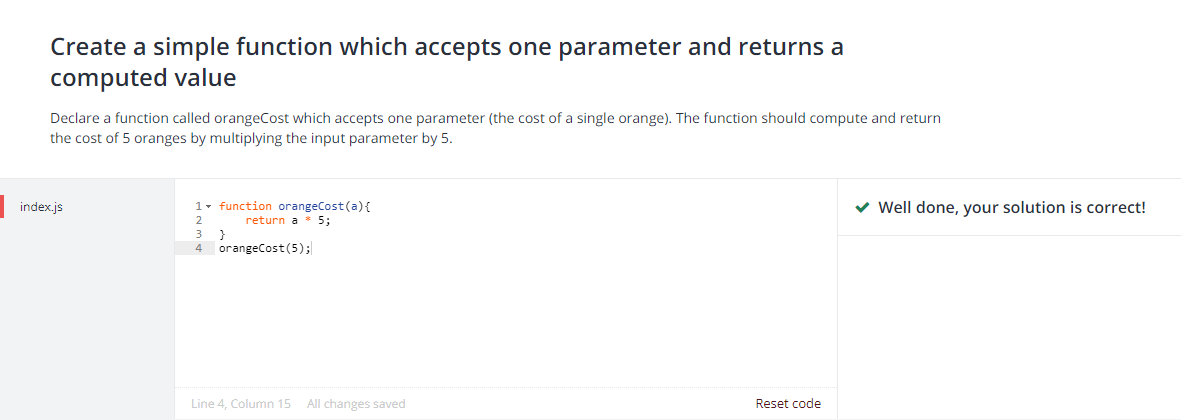 Create a simple function which accepts one parameter and returns a
computed value
Declare a function called orangeCost which accepts one parameter (the cost of a single orange). The function should compute and return
the cost of 5 oranges by multiplying the input parameter by 5.
index.js
1 function orangeCost(a){
2 return a * 5;
3 }
4 orangeCost(5);
Well done, your solution is correct!
Line 4, Column 15 All changes saved
Reset code